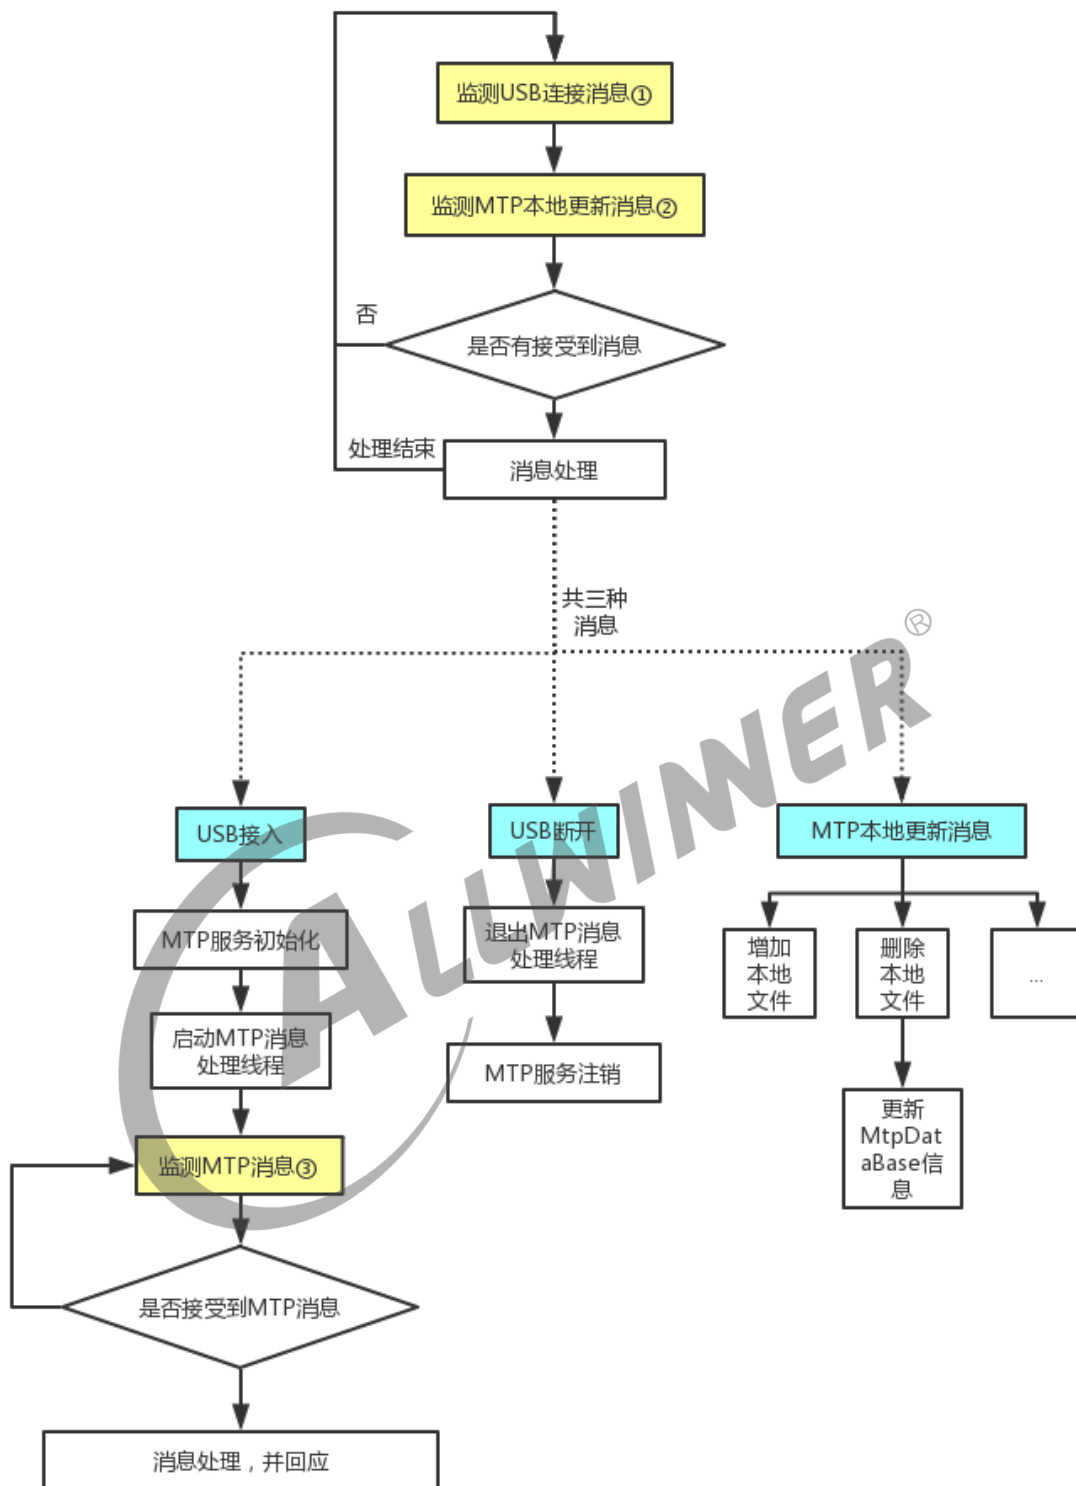 监测USB连接消息①
监测MTP本地更新消息②
否
是否有接受到消息
处理结束
消息处理
共三种
消息
ALLWINNER®
USB接入
USB断开
MTP本地更新消息
MTP服务初始化
退出MTP消息
处理线程
增加
本地
文件
删除
本地
文件
...
启动MTP消息
处理线程
MTP服务注销
更新
MtpDat
aBase信
息
监测MTP消息③
是否接受到MTP消息
消息处理，并回应